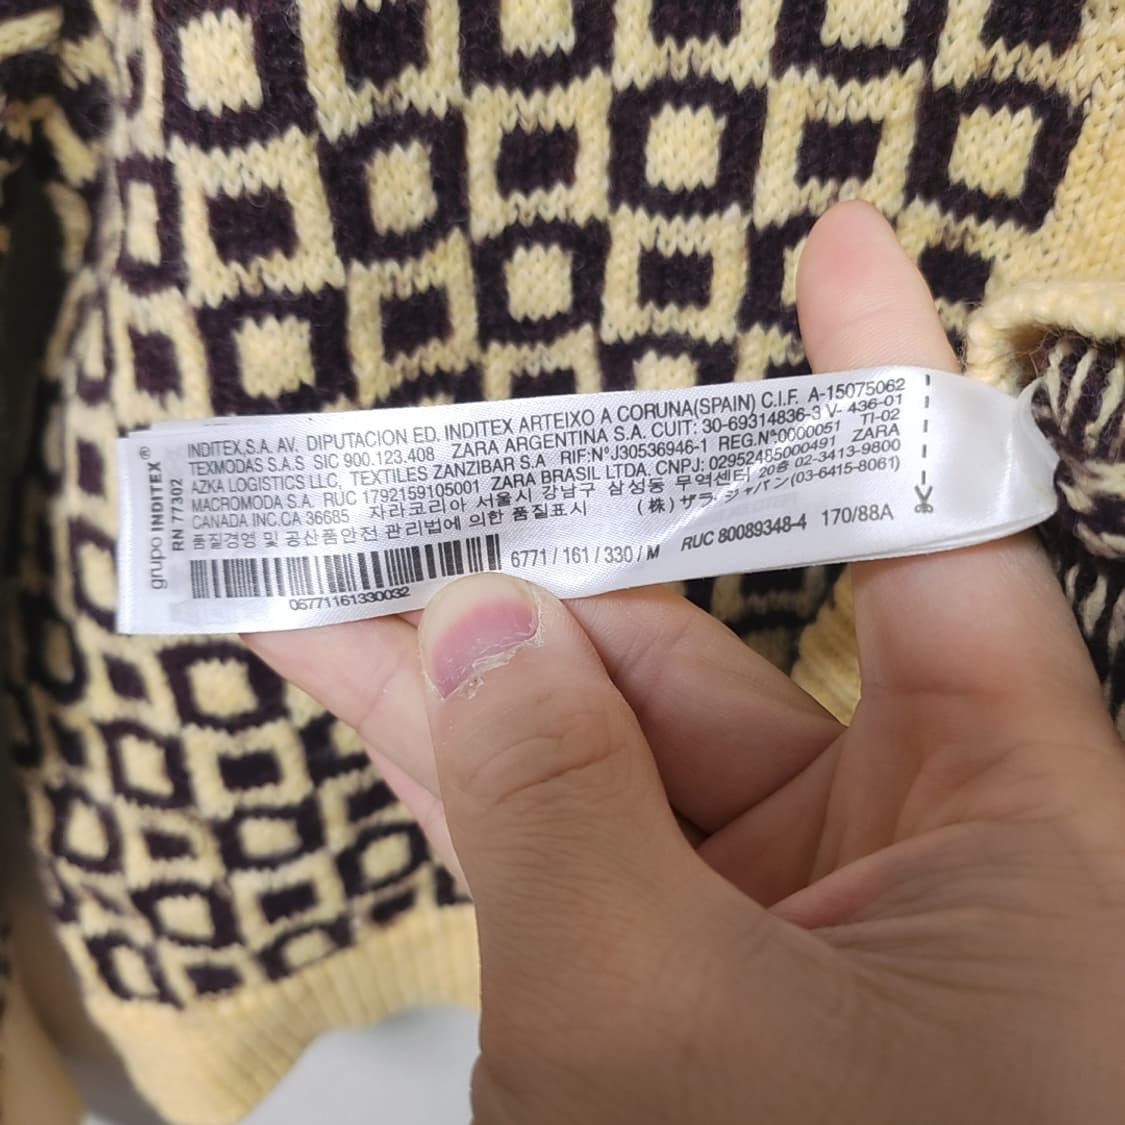 grupo INDITEX®
RN 77302
INDITEX,S.A. AV. DIPUTACION ED. INDITEX ARTEIXO A CORUNA(SPAIN) C.I.F. A-15075062
TEXMODAS S.A.S SIC 900.123.408 ZARA ARGENTINA S.A. CUIT: 30-69314836-3 V- 436-01
AZKA LOGISTICS LLC, TEXTILES ZANZIBAR S.A RIF:N°J30536946-1 REG.N°0000051 TI-02
MACROMODA S.A. RUC 1792159105001 ZARA BRASIL LTDA. CNPJ: 02952485000491 ZARA
CANADA INC.CA 36685 자라코리아 서울시 강남구 삼성동 무역센터 20층 02-3413-9800
품질경영 및 공산품안전 관리법에 의한 품질표시 (株) ザラ・ジャパン(03-6415-8061)
6771 / 161 / 330 / M RUC 80089348-4 170/88A
06771161330032